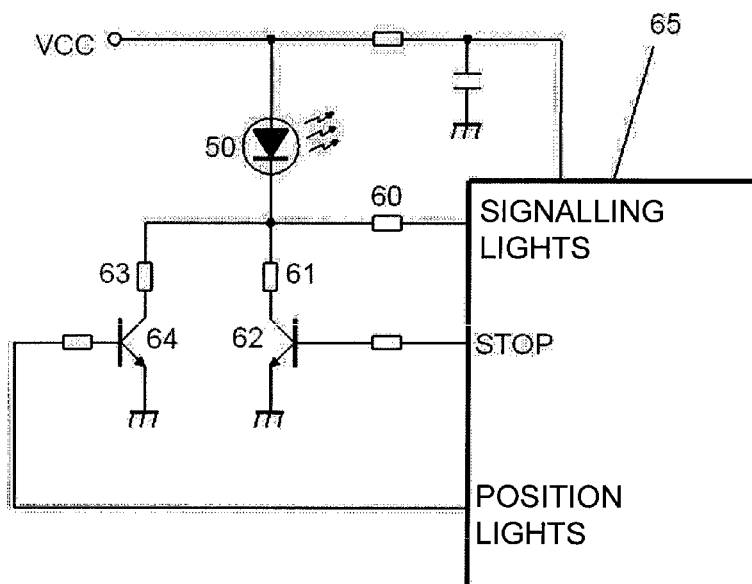 65
VCC
50
60
SIGNALLING
LIGHTS
63
61
64
62
STOP
POSITION
LIGHTS